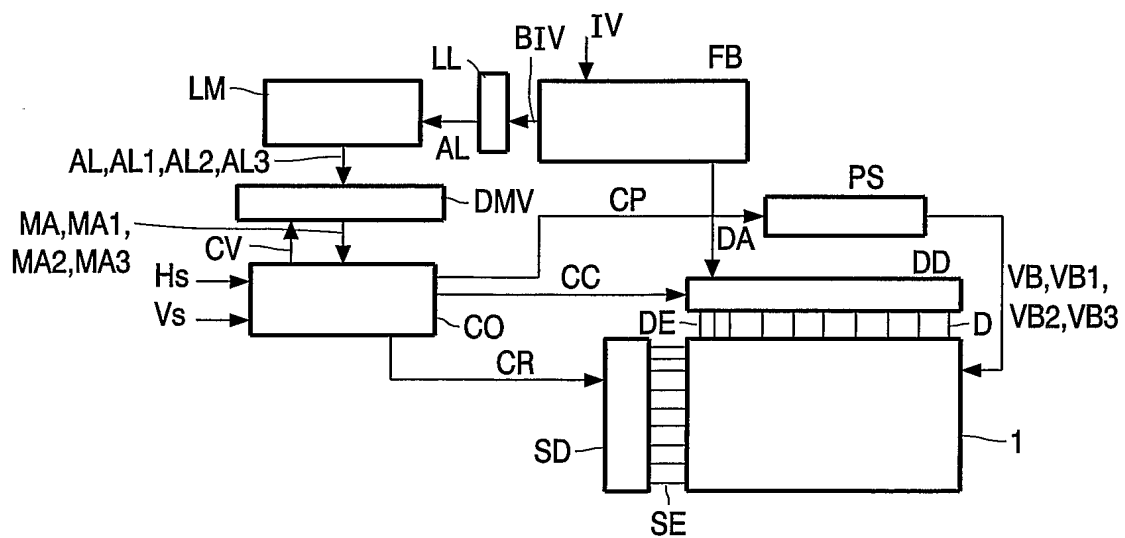 IV
BIV
FB
LL
LM
AL
AL,AL1,AL2,AL3
PS
DMV
CP
MA,MA1,
MA2,MA3
CV
DA
DD
Hs
CC
VB,VB1,
VB2,VB3
Vs
CO
DE
D
CR
SD
1
SE